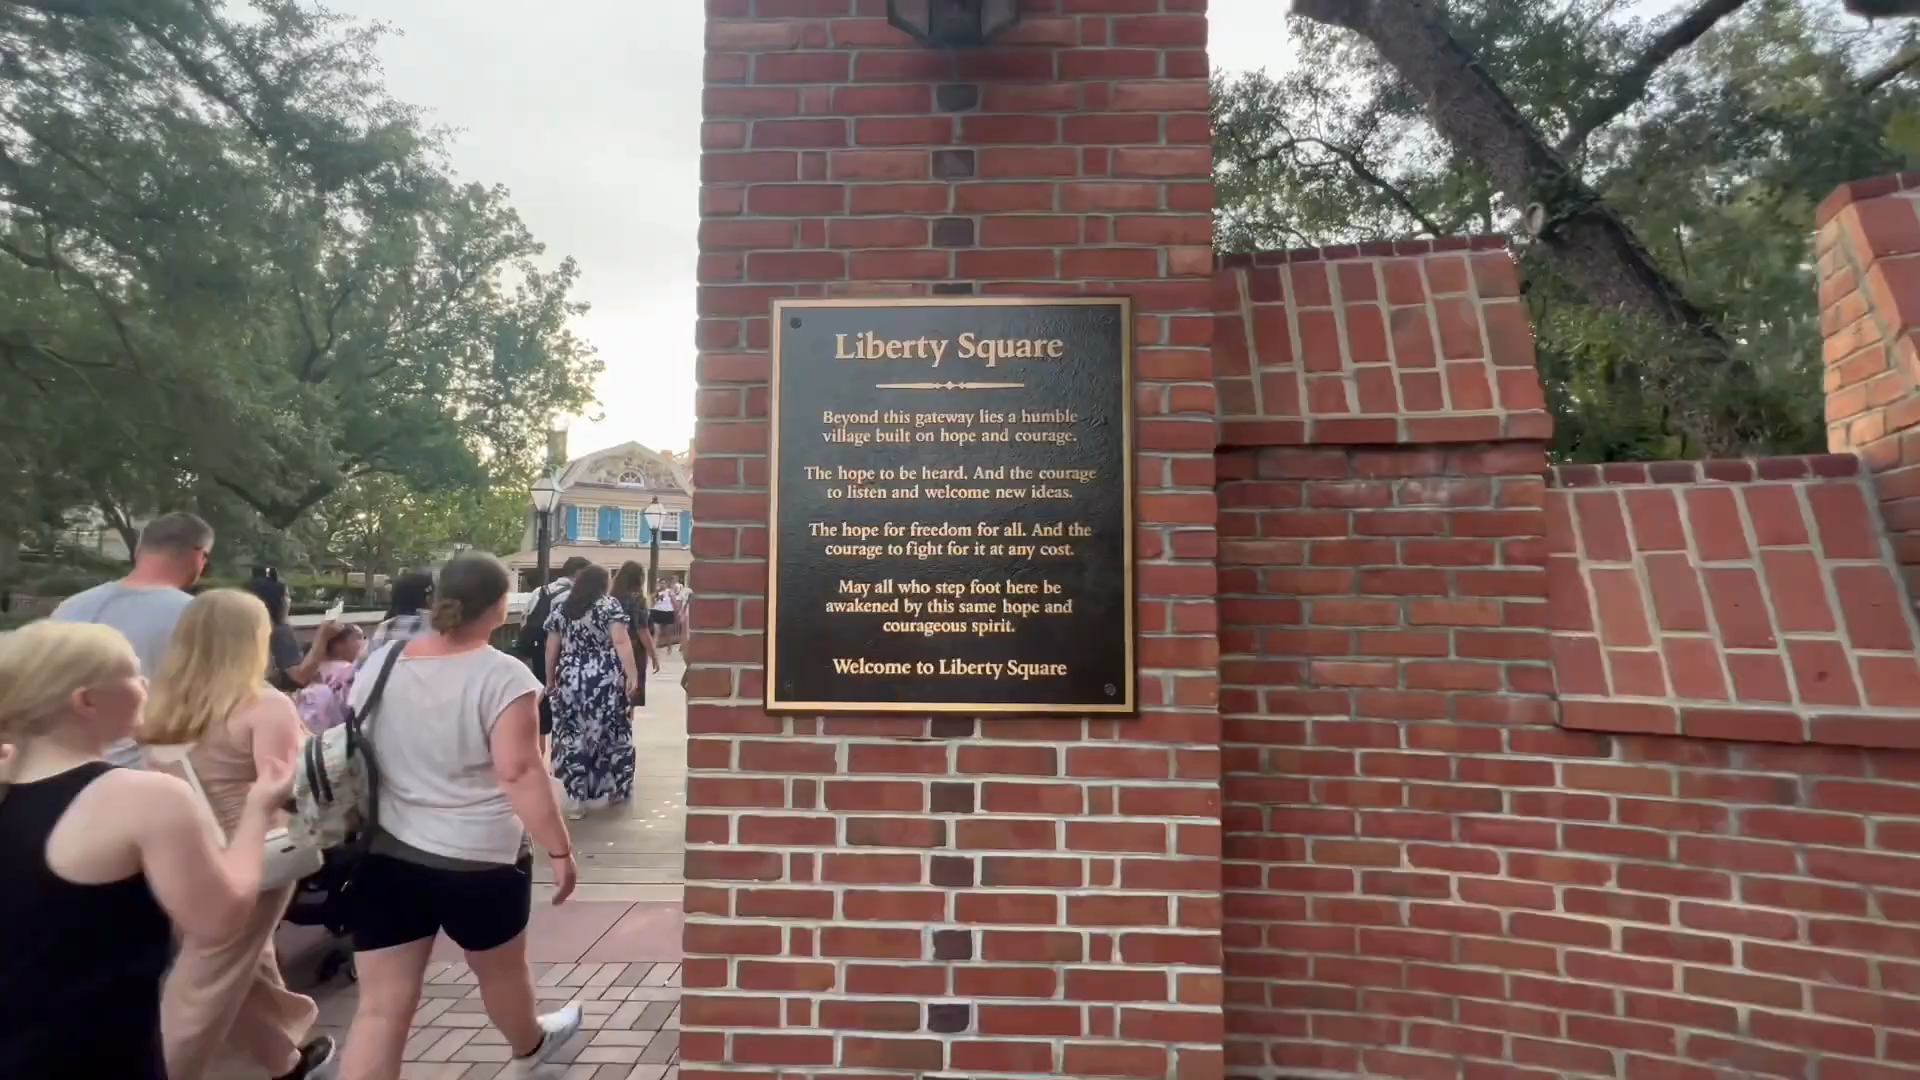 Liberty Square
Beyond this gateway lies a humble
village built on hope and courage.
The hope to be heard. And the courage
to listen and welcome new ideas.
The hope for freedom for all. And the
courage to fight for it at any cost.
May all who step foot here be
awakened by this same hope and
courageous spirit.
Welcome to Liberty Square